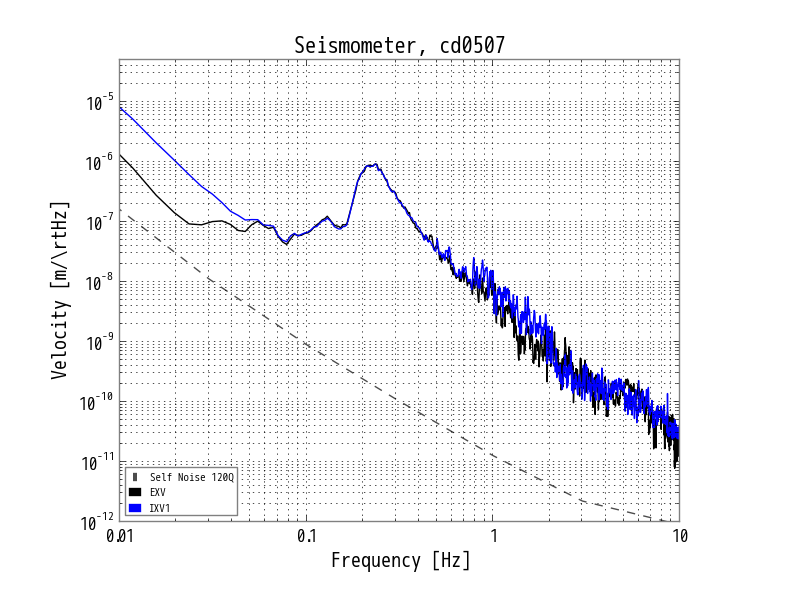 Seismometer, cd0507
Velocity [m/\rtHz]
10^-5
10^-6
10^-7
10^-8
10^-9
10^-10
10^-11
10^-12
Self Noise 120Q
EXV
IXV1
0.01 0.1 1 10
Frequency [Hz]